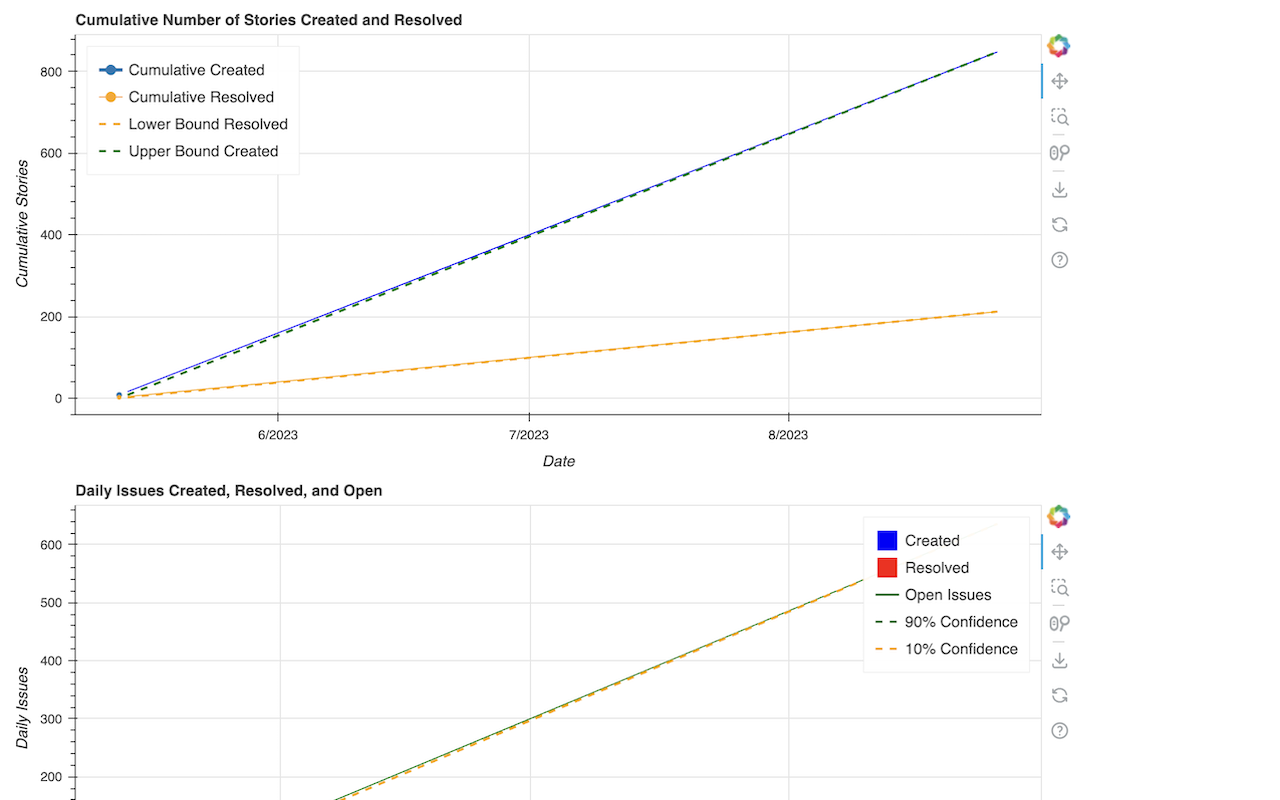 Cumulative Number of Stories Created and Resolved
Cumulative Created
Cumulative Resolved
Lower Bound Resolved
Upper Bound Created
Cumulative Stories
800
600
400
200
0
6/2023
7/2023
8/2023
Date
Daily Issues Created, Resolved, and Open
Created
Resolved
Open Issues
90% Confidence
10% Confidence
Daily Issues
600
500
400
300
200